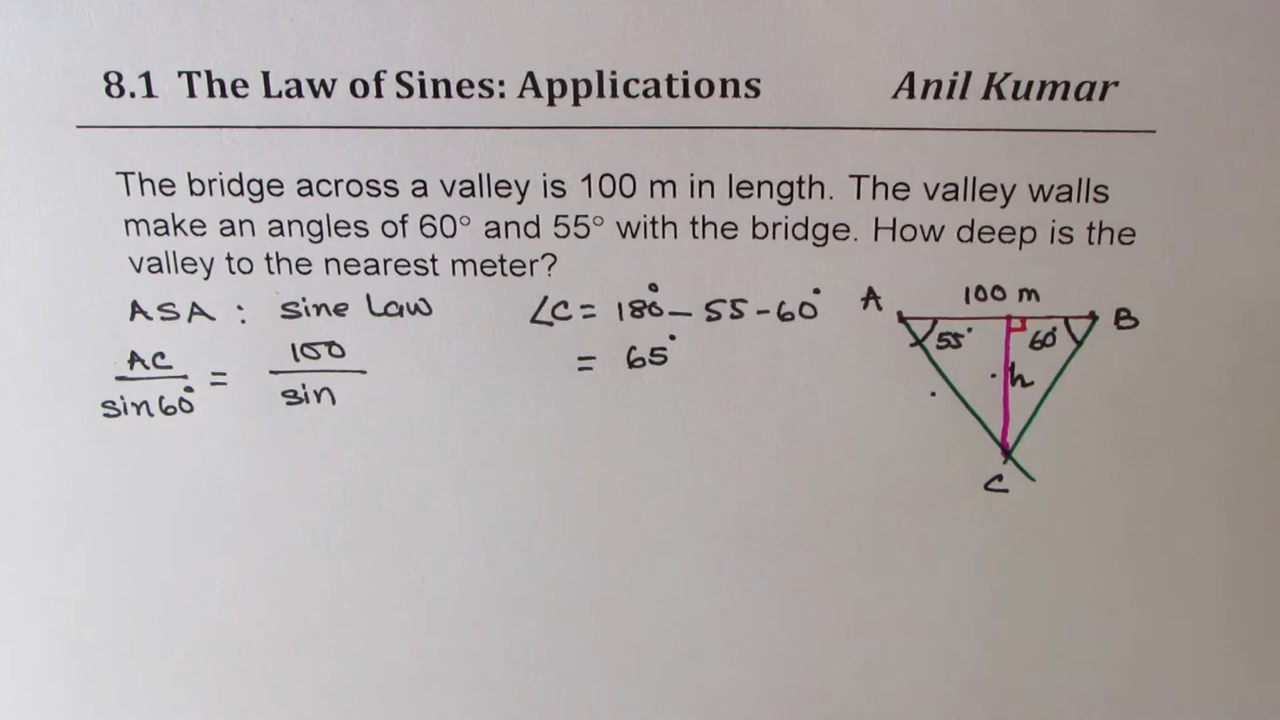 8.1 The Law of Sines: Applications Anil Kumar
The bridge across a valley is 100 m in length. The valley walls
make an angles of 60° and 55° with the bridge. How deep is the
valley to the nearest meter?
ASA : sine Law
AC / sin 60° = 100 / sin
∠C = 180° - 55 - 60°
= 65°
A 100 m B
55° 60°
h
C